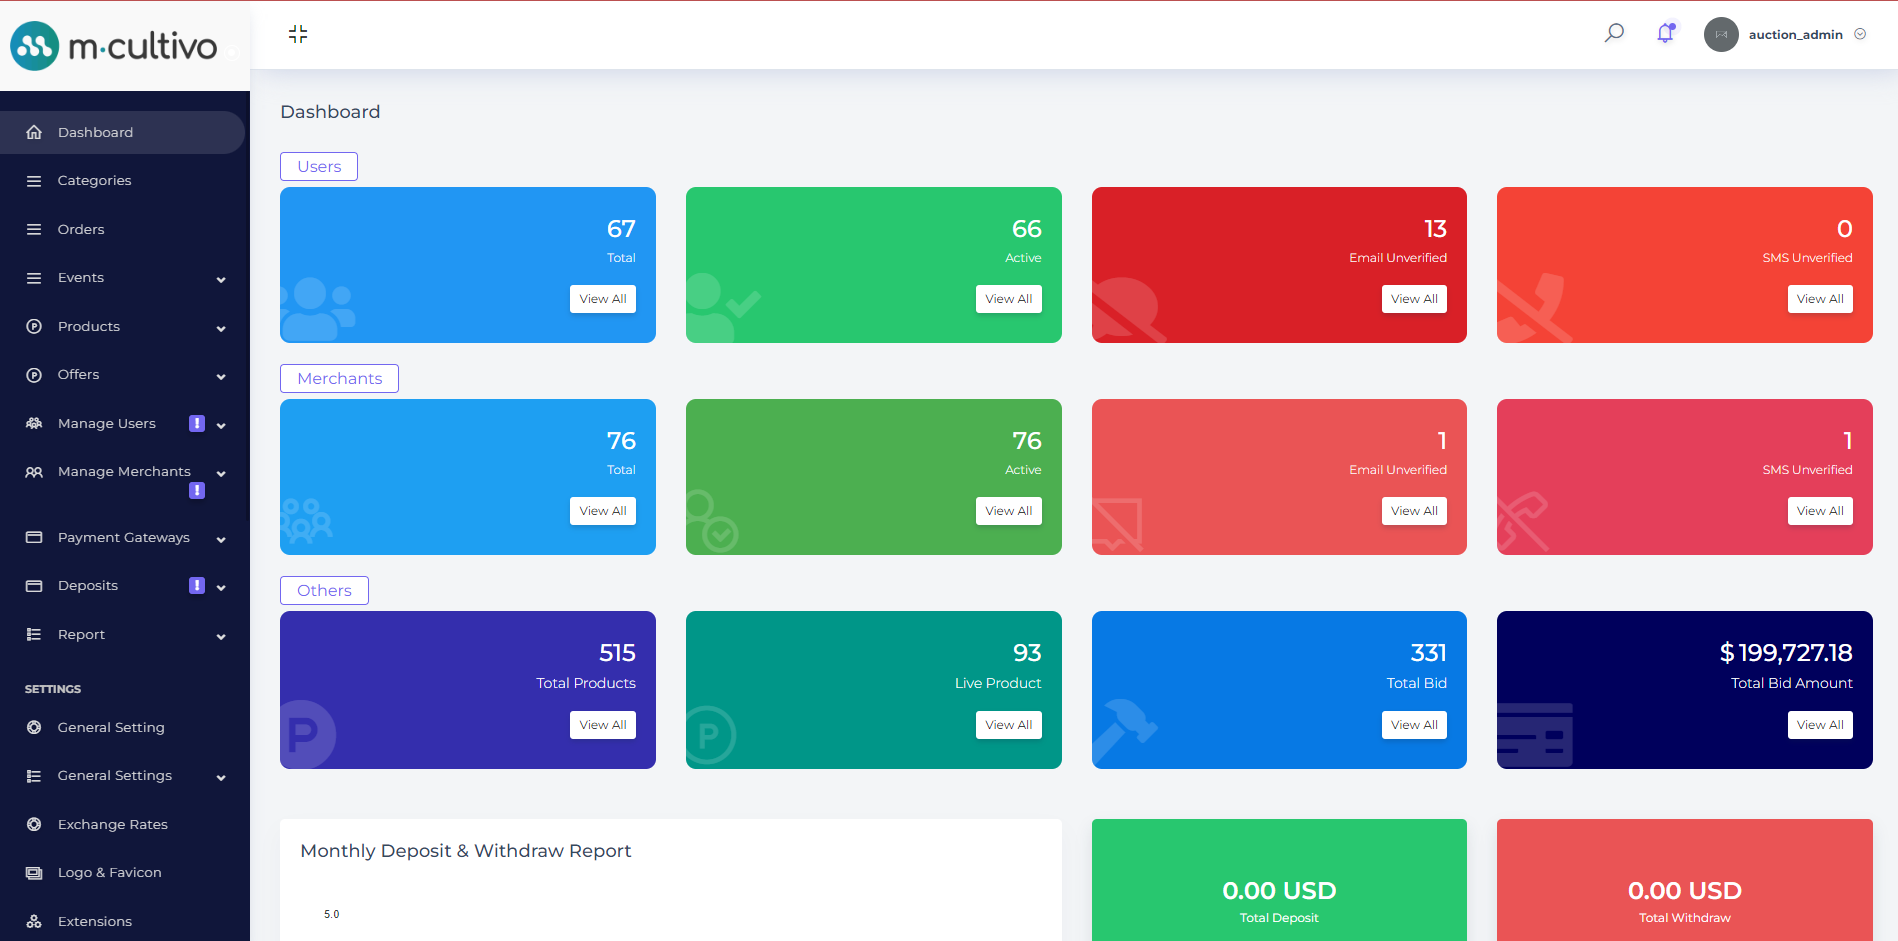 m·cultivo
auction_admin
Dashboard
Categories
Orders
Events
Products
Offers
Manage Users
!
Manage Merchants
!
Payment Gateways
Deposits
!
Report
SETTINGS
General Setting
General Settings
Exchange Rates
Logo & Favicon
Extensions
Dashboard
Users
67
Total
View All
66
Active
View All
13
Email Unverified
View All
0
SMS Unverified
View All
Merchants
76
Total
View All
76
Active
View All
1
Email Unverified
View All
1
SMS Unverified
View All
Others
P
515
Total Products
View All
P
93
Live Product
View All
331
Total Bid
View All
$ 199,727.18
Total Bid Amount
View All
Monthly Deposit & Withdraw Report
5.0
0.00 USD
Total Deposit
0.00 USD
Total Withdraw